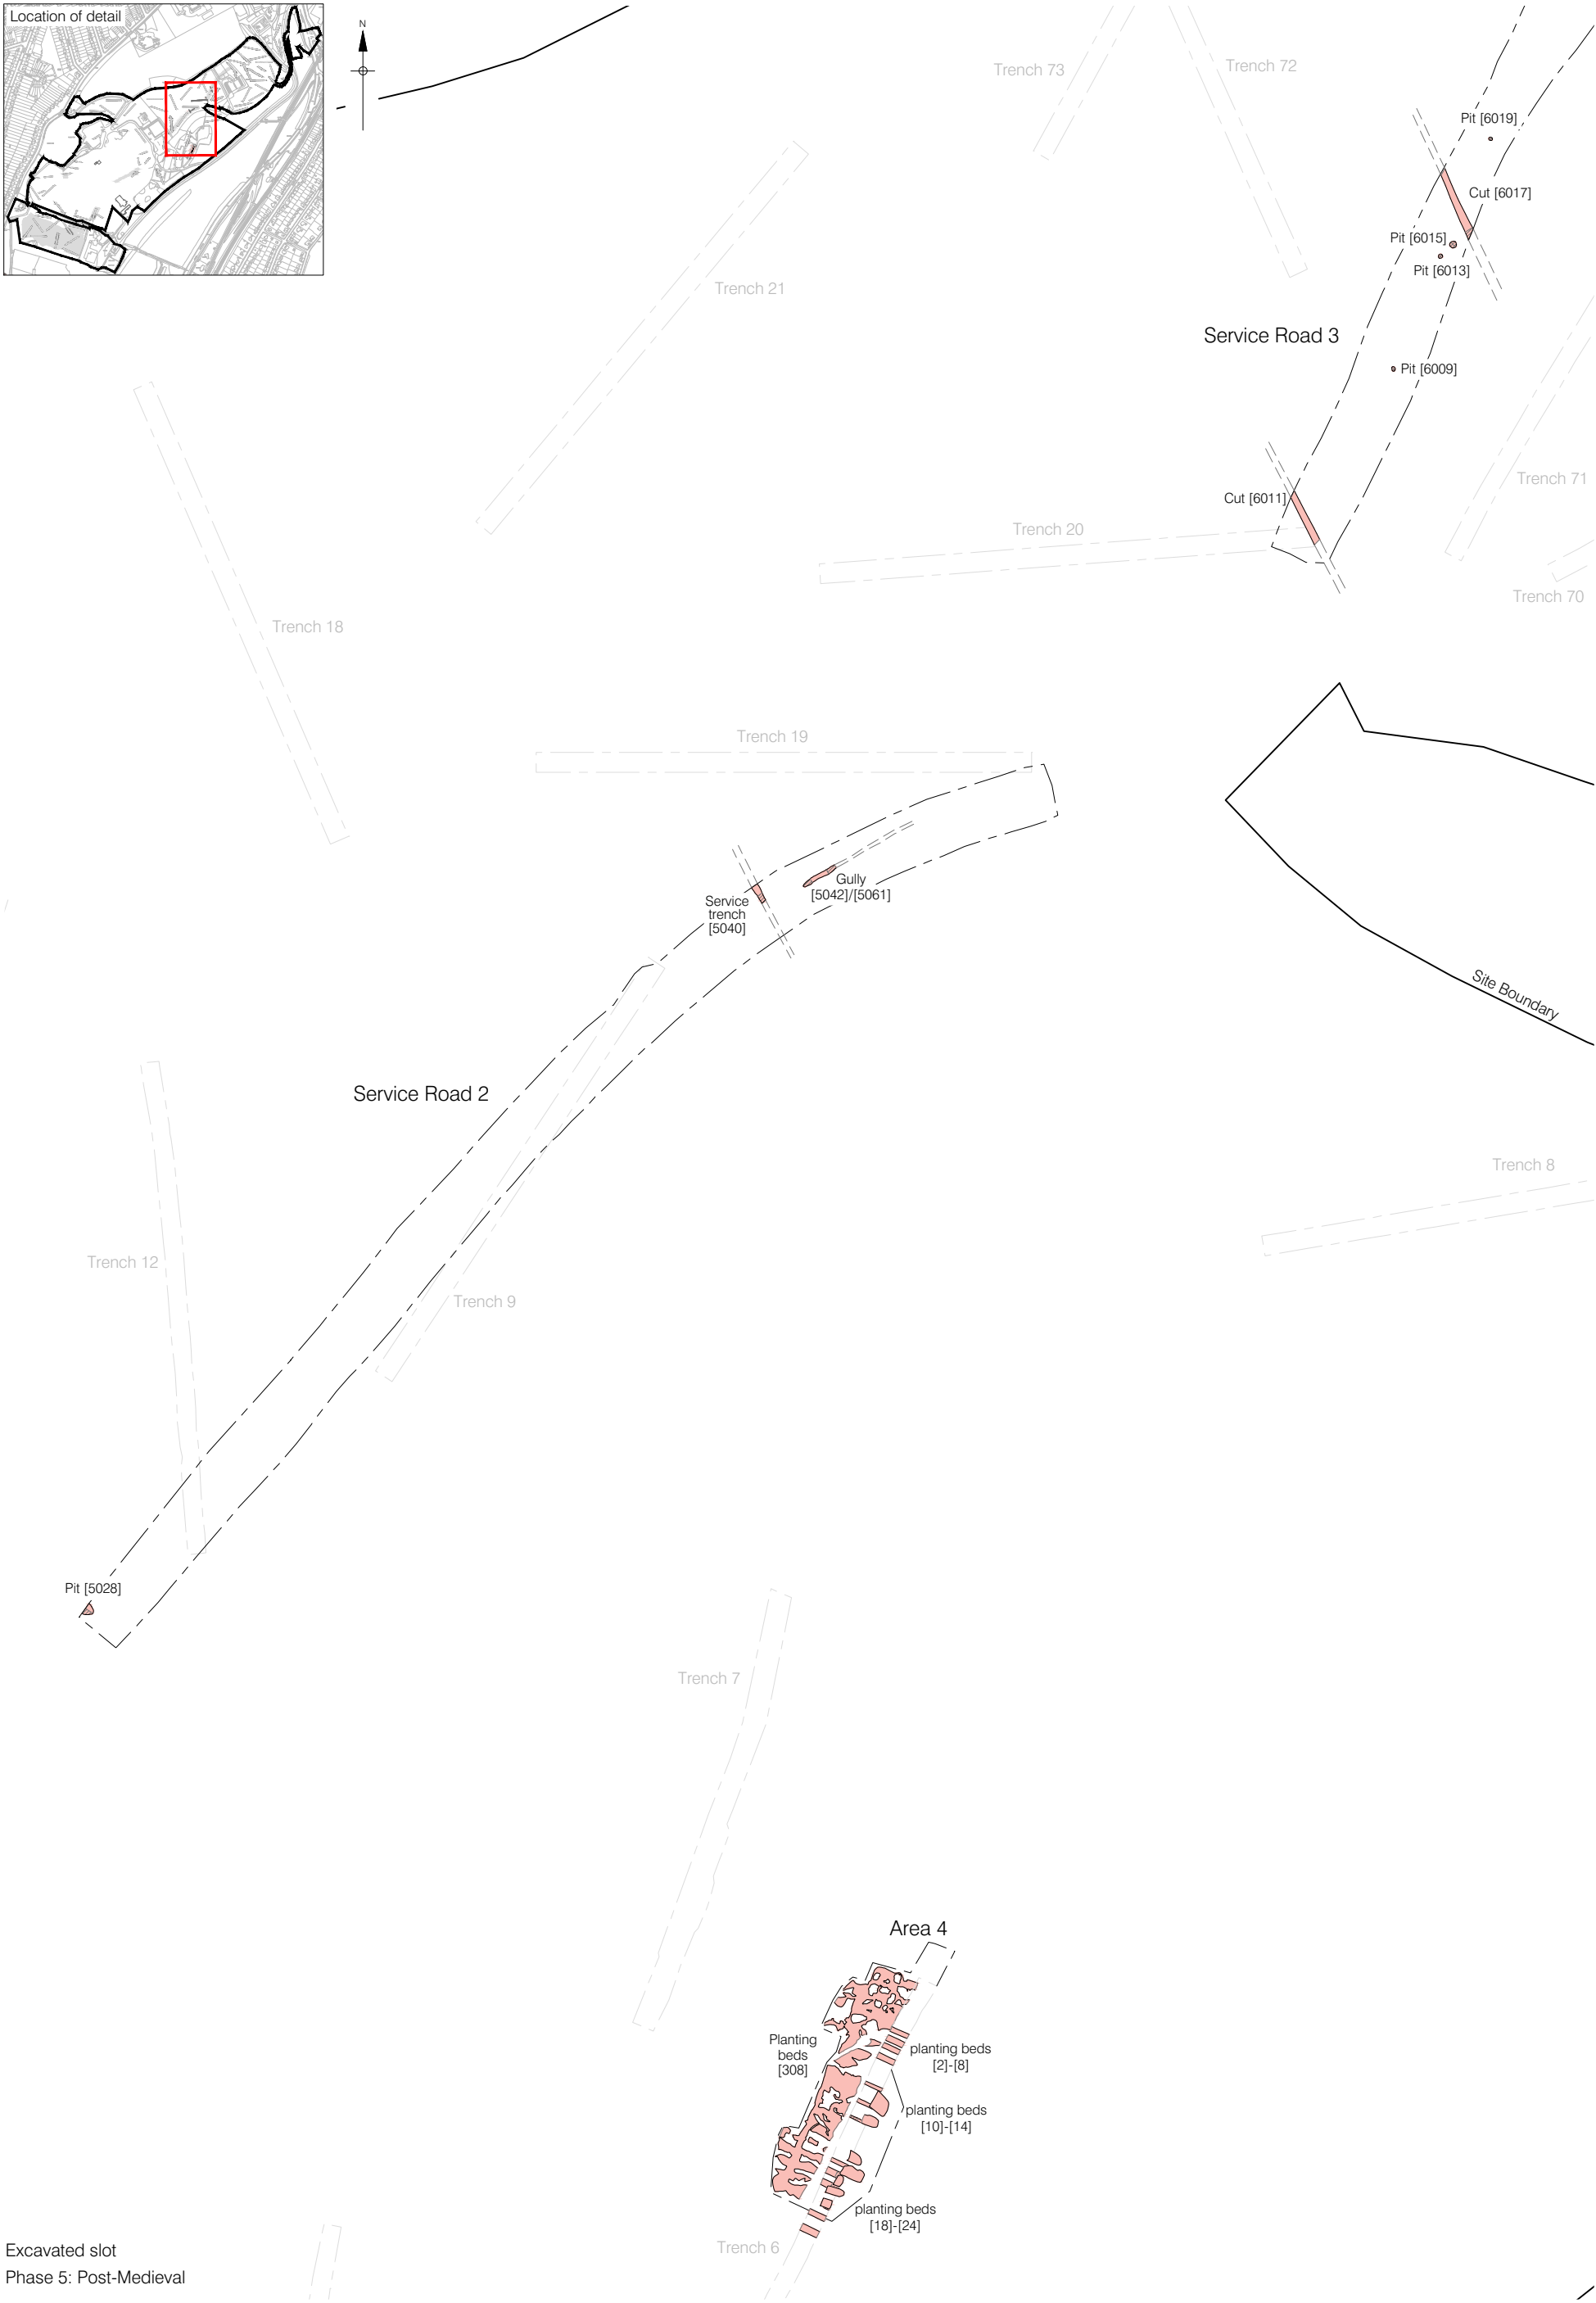 Location of detail
N
Trench 73
Trench 72
Pit [6019]
Cut [6017]
Pit [6015]
Pit [6013]
Trench 21
Service Road 3
Pit [6009]
Trench 71
Cut [6011]
Trench 20
Trench 70
Trench 18
Trench 19
Gully
[5042]/[5061]
Service
trench
[5040]
Site Boundary
Service Road 2
Trench 8
Trench 12
Trench 9
Pit [5028]
Trench 7
Area 4
Planting
beds
[308]
planting beds
[2]-[8]
planting beds
[10]-[14]
planting beds
[18]-[24]
Trench 6
Excavated slot
Phase 5: Post-Medieval